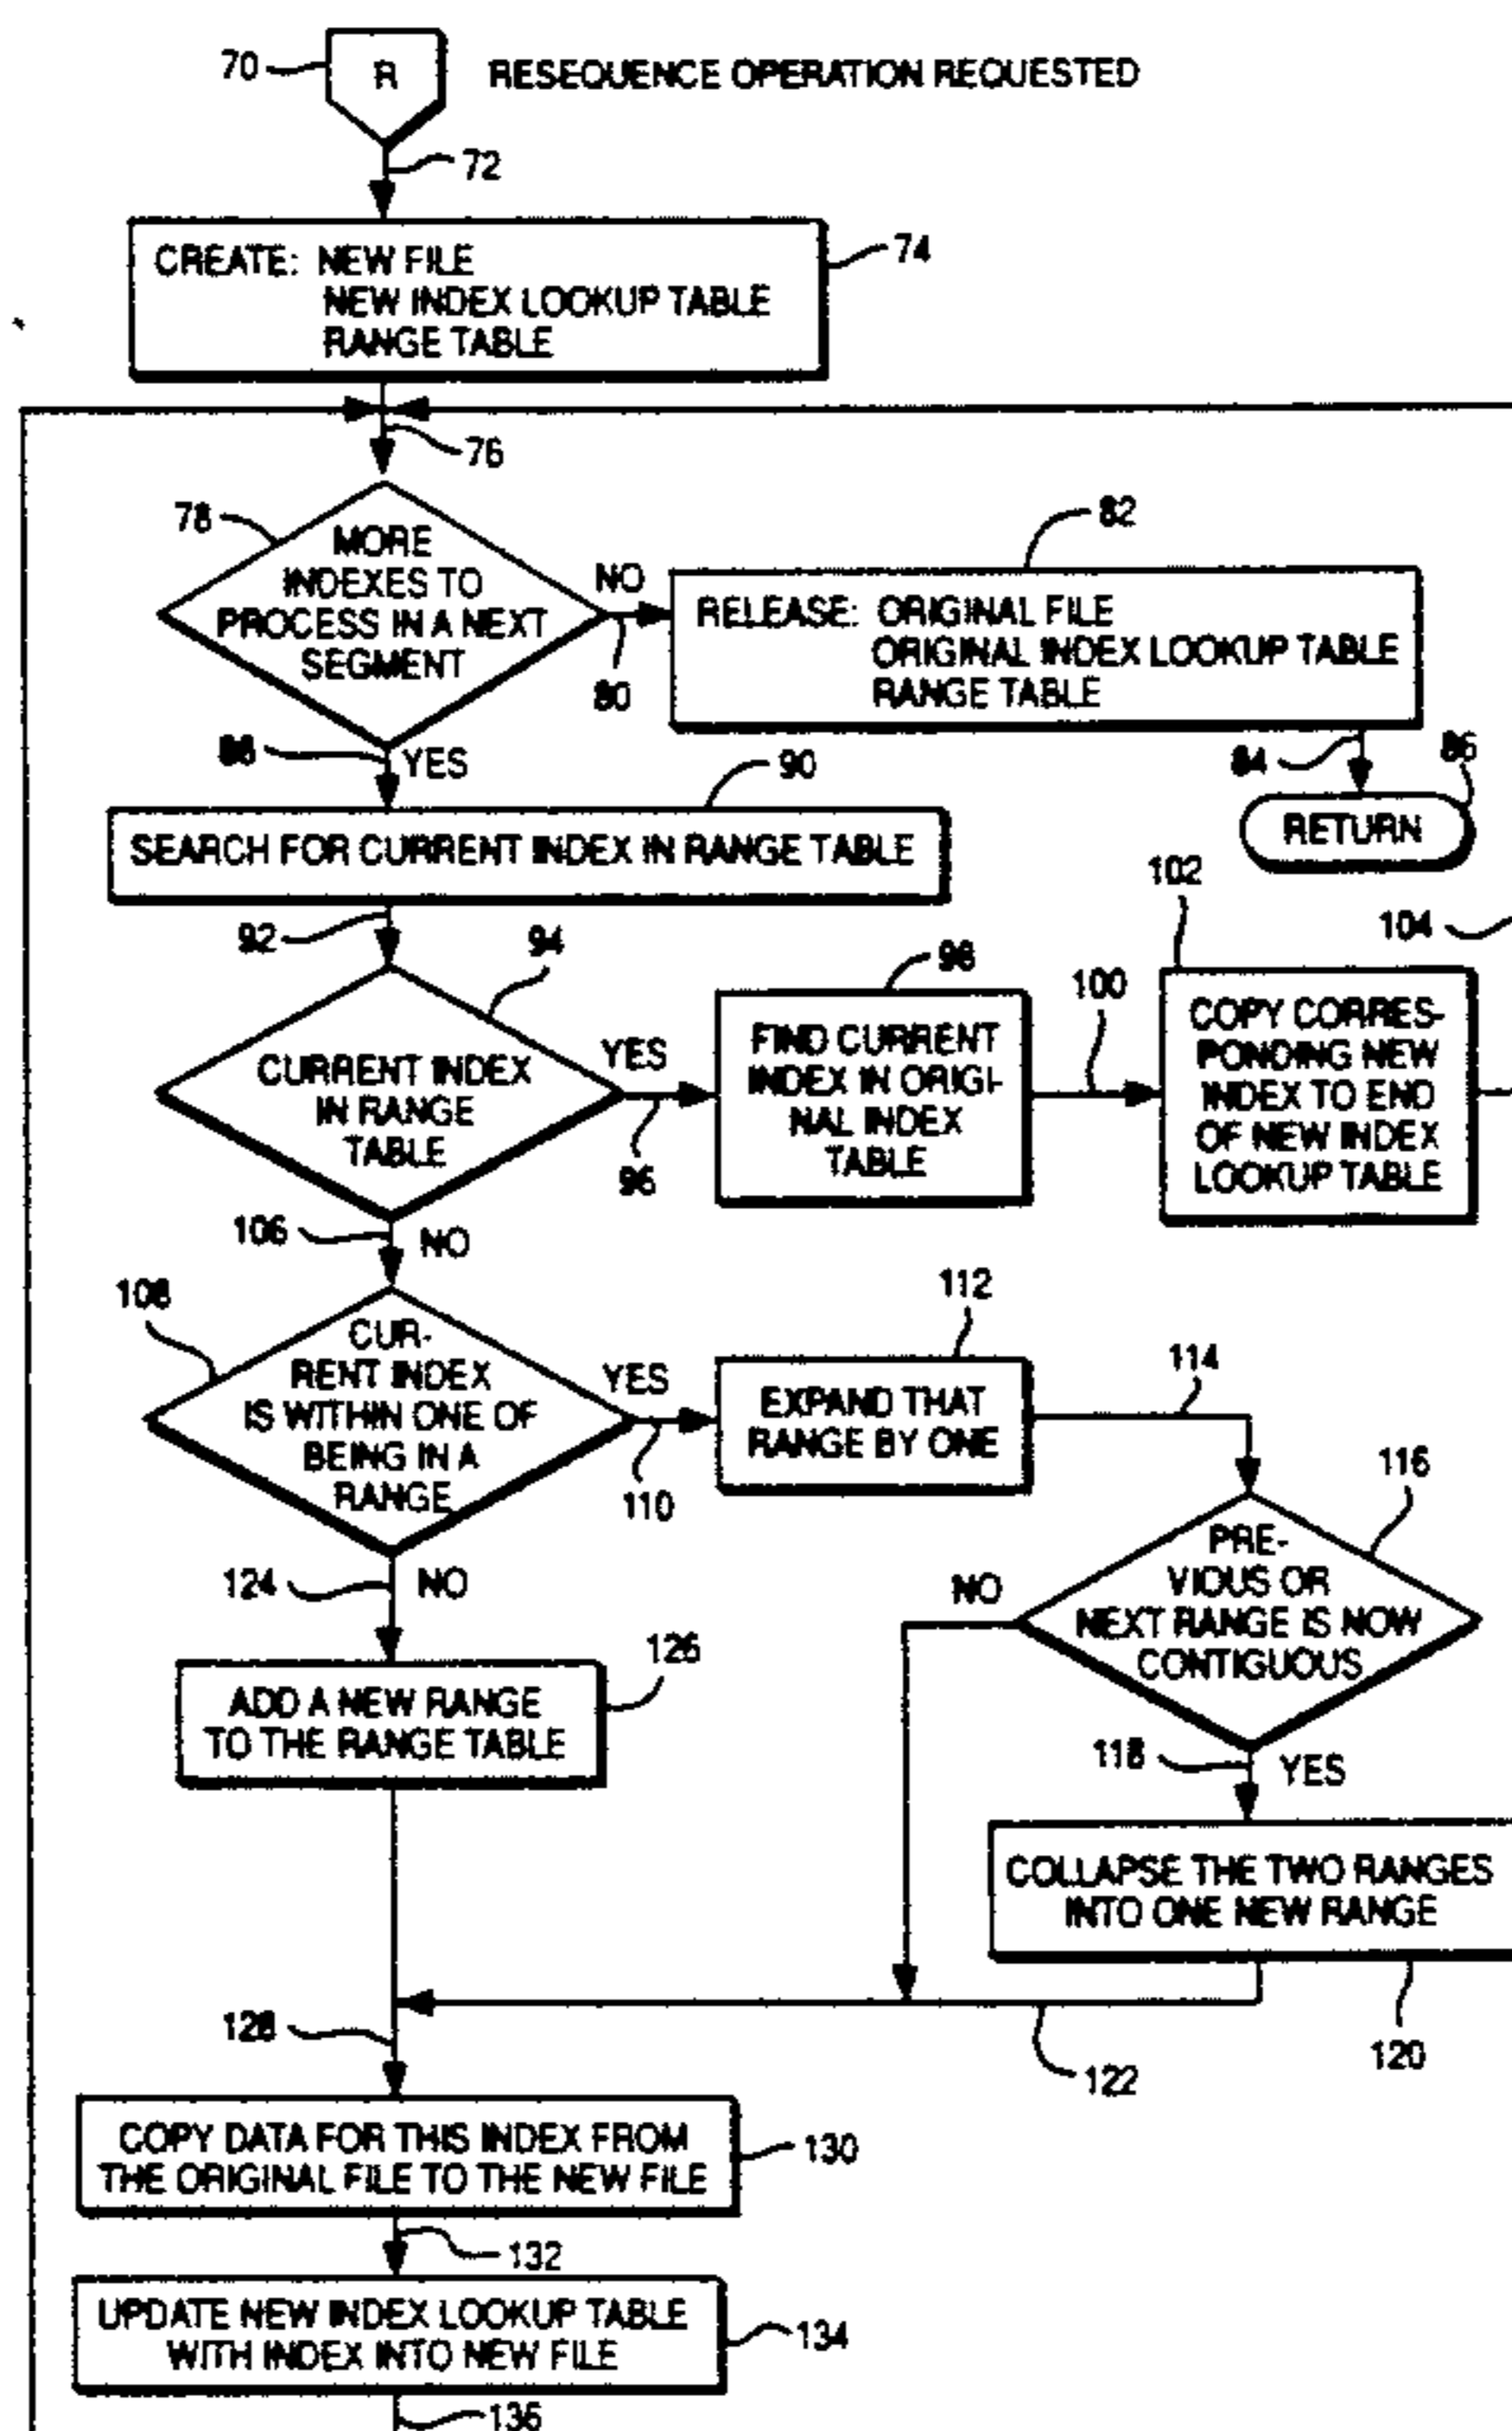 70
R
RESEQUENCE OPERATION REQUESTED
72
CREATE: NEW FILE
NEW INDEX LOOKUP TABLE
RANGE TABLE
74
76
78
MORE
INDEXES TO
PROCESS IN A NEXT
SEGMENT
NO
80
82
RELEASE: ORIGINAL FILE
ORIGINAL INDEX LOOKUP TABLE
RANGE TABLE
84
86
RETURN
88
YES
90
SEARCH FOR CURRENT INDEX IN RANGE TABLE
92
94
CURRENT INDEX
IN RANGE
TABLE
YES
96
98
FIND CURRENT
INDEX IN ORIGI-
NAL INDEX
TABLE
100
102
COPY CORRES-
PONDING NEW
INDEX TO END
OF NEW INDEX
LOOKUP TABLE
104
106
NO
108
CUR-
RENT INDEX
IS WITHIN ONE OF
BEING IN A
RANGE
YES
110
112
EXPAND THAT
RANGE BY ONE
114
116
PRE-
VIOUS OR
NEXT RANGE IS NOW
CONTIGUOUS
NO
118
YES
COLLAPSE THE TWO RANGES
INTO ONE NEW RANGE
120
122
124
NO
126
ADD A NEW RANGE
TO THE RANGE TABLE
128
COPY DATA FOR THIS INDEX FROM
THE ORIGINAL FILE TO THE NEW FILE
130
132
UPDATE NEW INDEX LOOKUP TABLE
WITH INDEX INTO NEW FILE
134
136